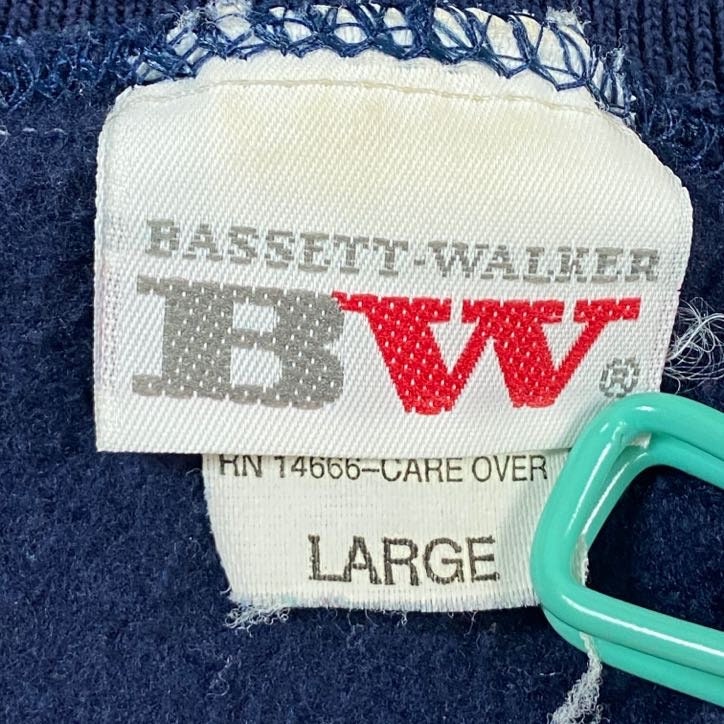 BASSETT-WALKER
BW®
RN 14666-CARE OVER
LARGE